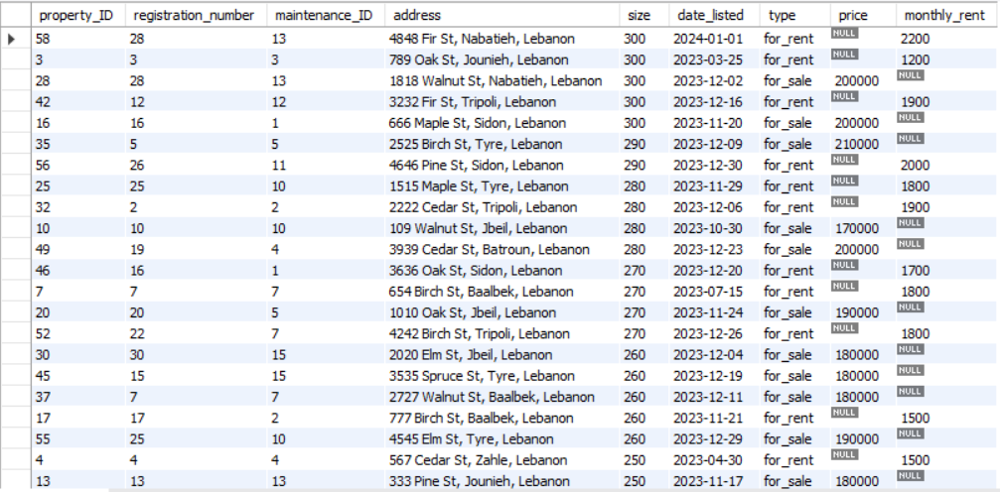 property_ID registration_number maintenance_ID address size date_listed type price monthly_rent
58 28 13 4848 Fir St, Nabatieh, Lebanon 300 2024-01-01 for_rent NULL 2200
3 3 3 789 Oak St, Jounieh, Lebanon 300 2023-03-25 for_rent NULL 1200
28 28 13 1818 Walnut St, Nabatieh, Lebanon 300 2023-12-02 for_sale 200000 NULL
42 12 12 3232 Fir St, Tripoli, Lebanon 300 2023-12-16 for_rent NULL 1900
16 16 1 666 Maple St, Sidon, Lebanon 300 2023-11-20 for_sale 200000 NULL
35 5 5 2525 Birch St, Tyre, Lebanon 290 2023-12-09 for_sale 210000 NULL
56 26 11 4646 Pine St, Sidon, Lebanon 290 2023-12-30 for_rent NULL 2000
25 25 10 1515 Maple St, Tyre, Lebanon 280 2023-11-29 for_rent NULL 1800
32 2 2 2222 Cedar St, Tripoli, Lebanon 280 2023-12-06 for_rent NULL 1900
10 10 10 109 Walnut St, Jbeil, Lebanon 280 2023-10-30 for_sale 170000 NULL
49 19 4 3939 Cedar St, Batroun, Lebanon 280 2023-12-23 for_sale 200000 NULL
46 16 1 3636 Oak St, Sidon, Lebanon 270 2023-12-20 for_rent NULL 1700
7 7 7 654 Birch St, Baalbek, Lebanon 270 2023-07-15 for_rent NULL 1800
20 20 5 1010 Oak St, Jbeil, Lebanon 270 2023-11-24 for_sale 190000 NULL
52 22 7 4242 Birch St, Tripoli, Lebanon 270 2023-12-26 for_rent NULL 1800
30 30 15 2020 Elm St, Jbeil, Lebanon 260 2023-12-04 for_sale 180000 NULL
45 15 15 3535 Spruce St, Tyre, Lebanon 260 2023-12-19 for_sale 180000 NULL
37 7 7 2727 Walnut St, Baalbek, Lebanon 260 2023-12-11 for_sale 180000 NULL
17 17 2 777 Birch St, Baalbek, Lebanon 260 2023-11-21 for_rent NULL 1500
55 25 10 4545 Elm St, Tyre, Lebanon 260 2023-12-29 for_sale 190000 NULL
4 4 4 567 Cedar St, Zahle, Lebanon 250 2023-04-30 for_rent NULL 1500
13 13 13 333 Pine St, Jounieh, Lebanon 250 2023-11-17 for_sale 180000 NULL